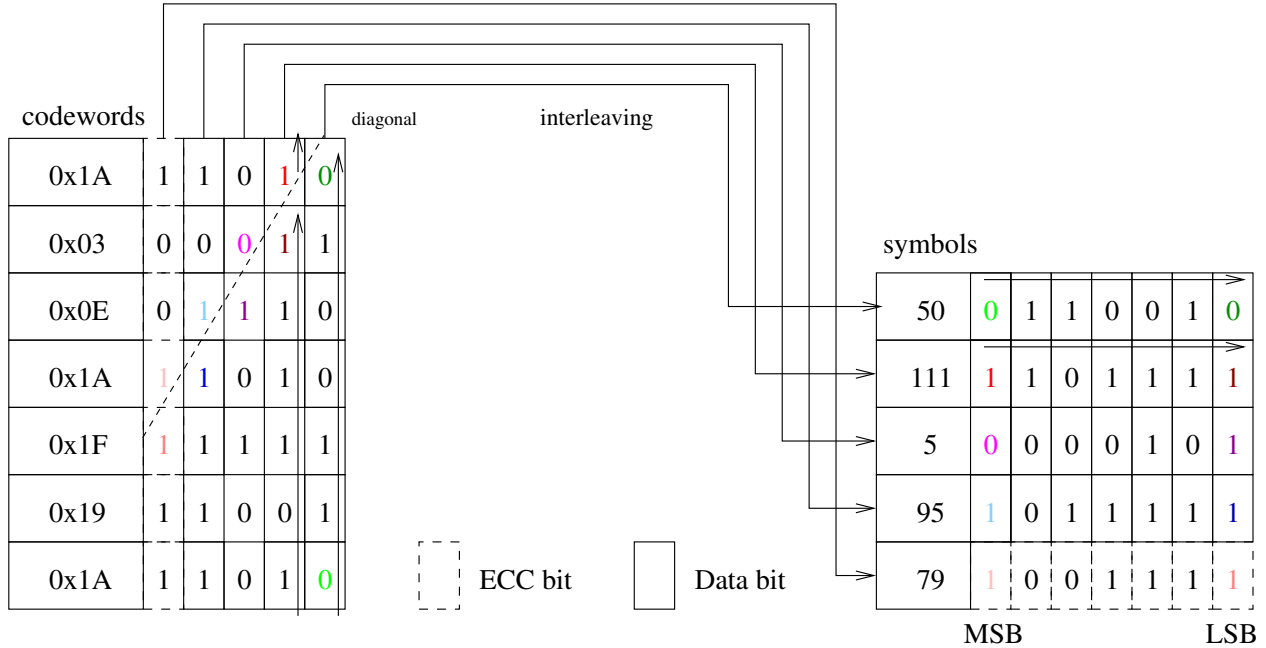 codewords
diagonal
interleaving
0x1A 1 1 0 1 0
0x03 0 0 0 1 1
0x0E 0 1 1 1 0
0x1A 1 1 0 1 0
0x1F 1 1 1 1 1
0x19 1 1 0 0 1
0x1A 1 1 0 1 0
ECC bit
Data bit
symbols
50 0 1 1 0 0 1 0
111 1 1 0 1 1 1 1
5 0 0 0 0 1 0 1
95 1 0 1 1 1 1 1
79 1 0 0 1 1 1 1
MSB
LSB